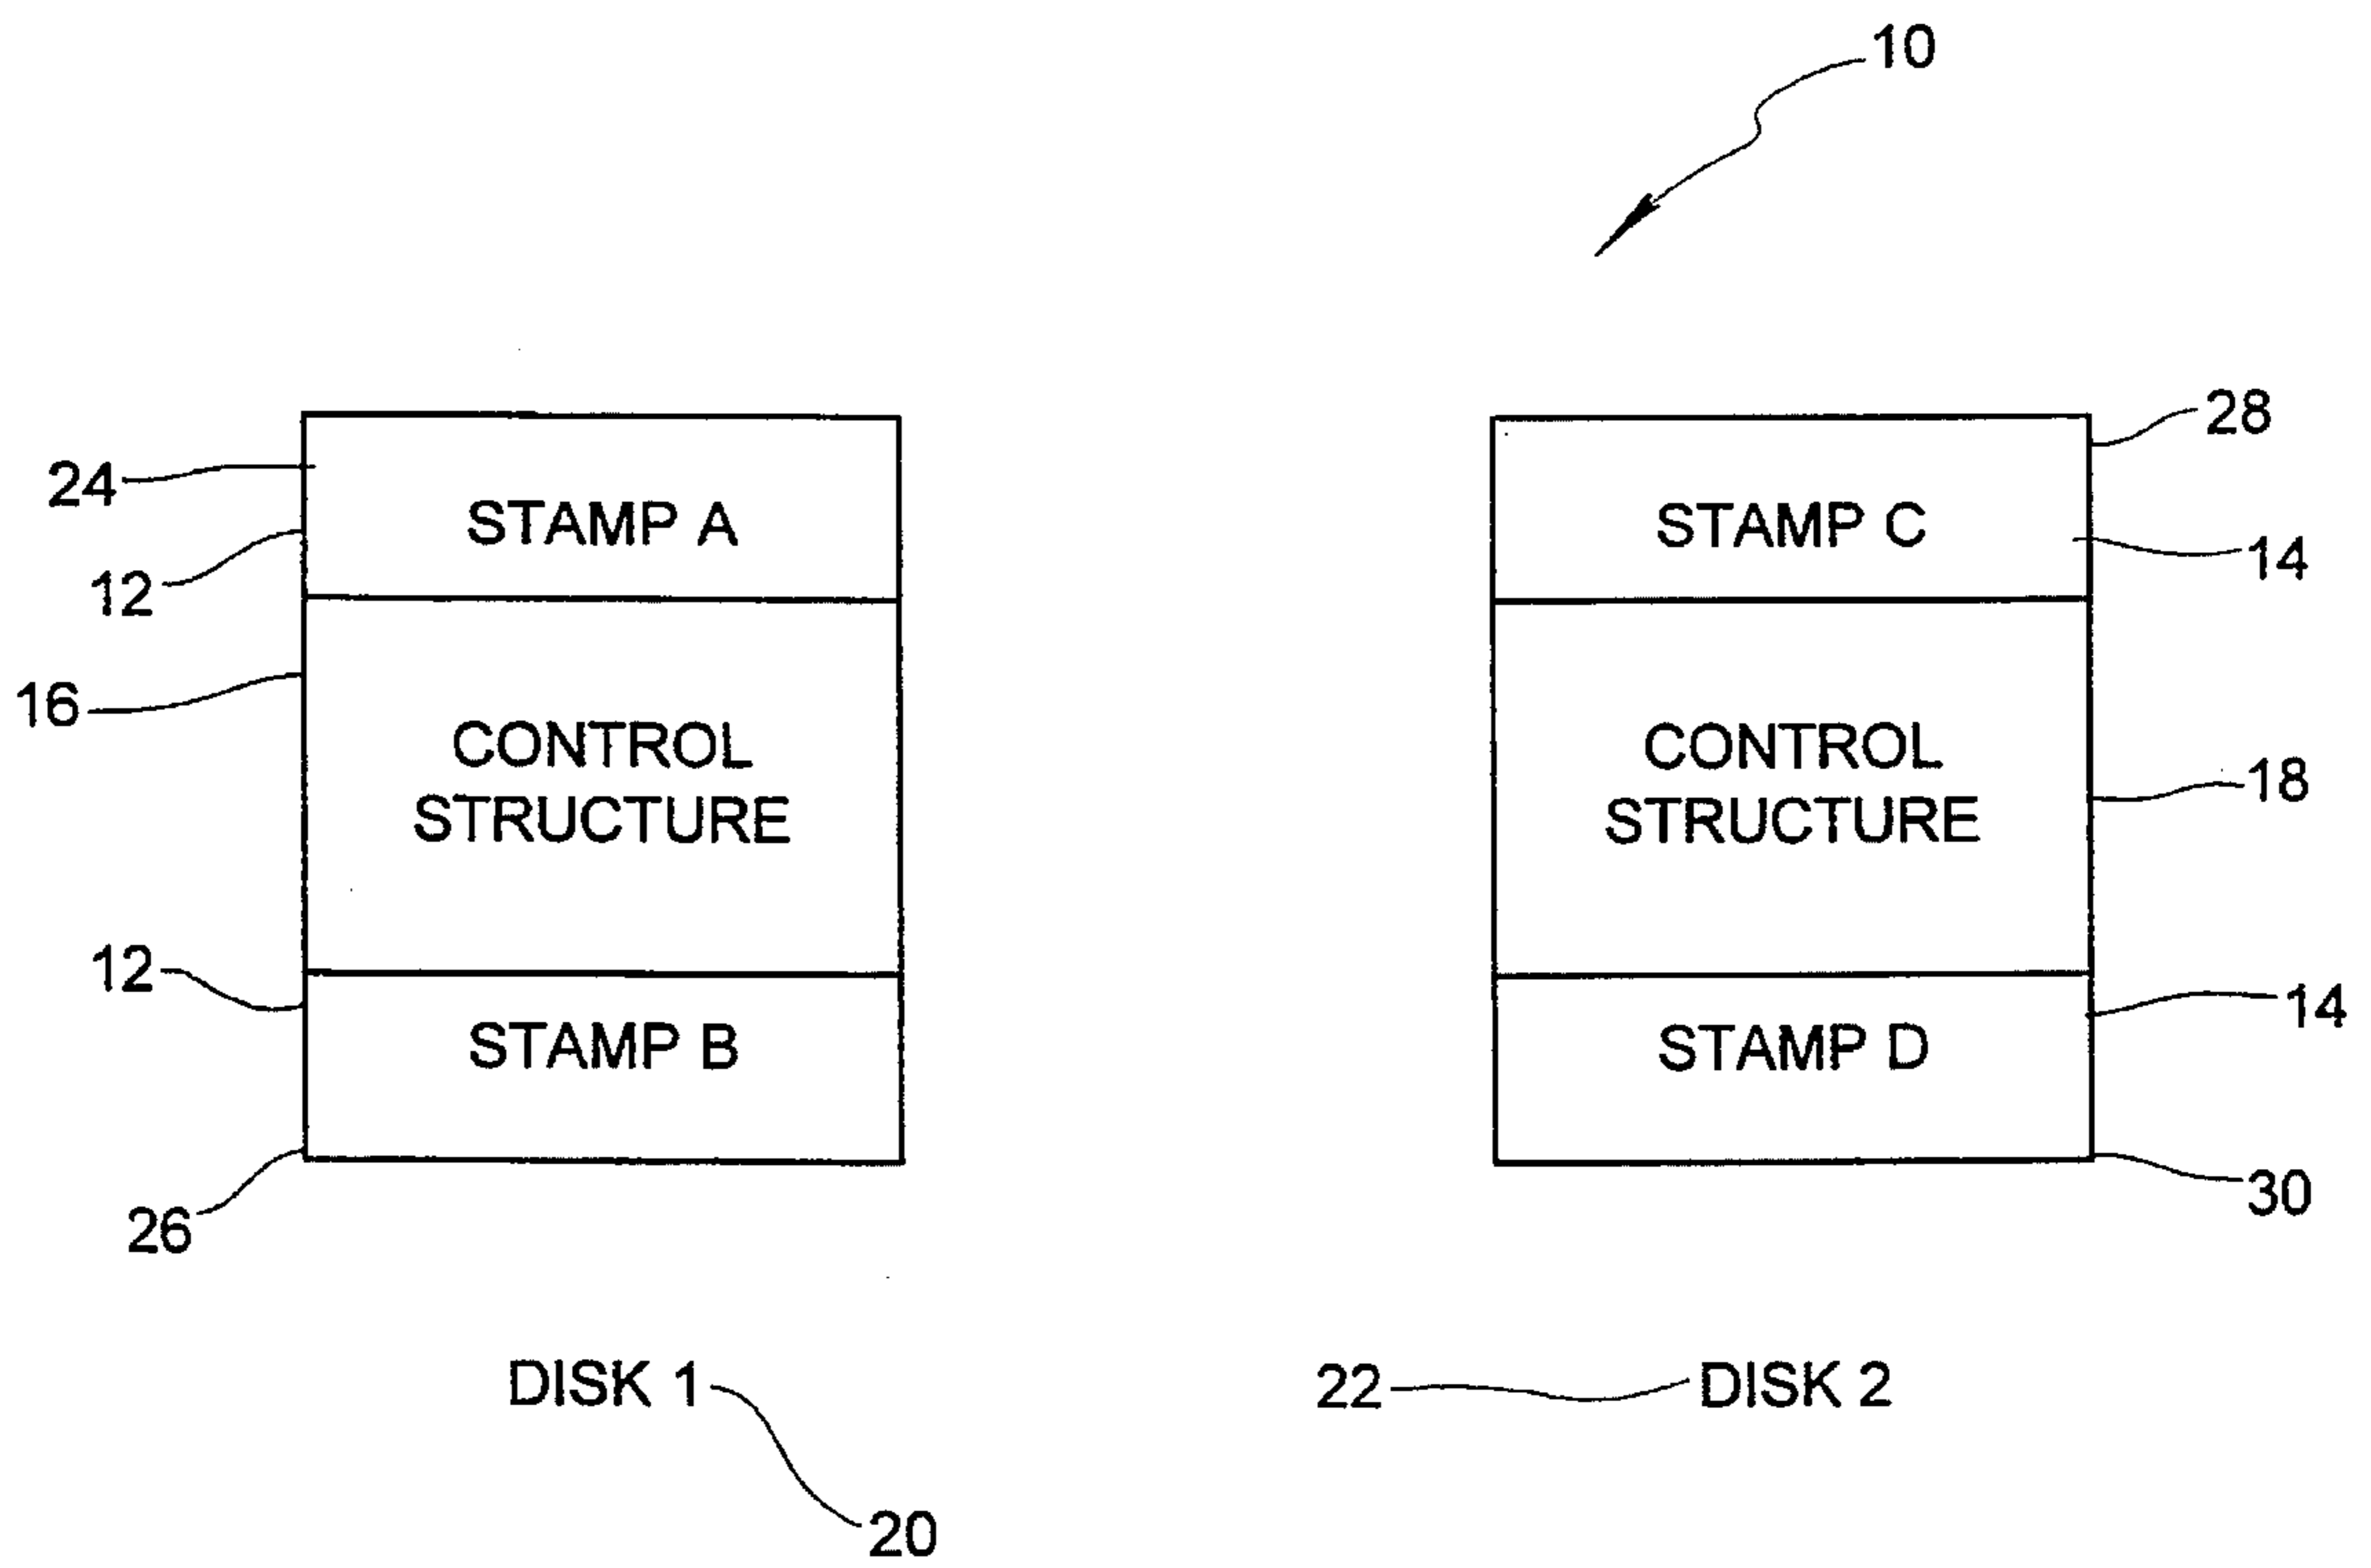 10
24
12
16
12
26
STAMP A
CONTROL
STRUCTURE
STAMP B
DISK 1
20
STAMP C
CONTROL
STRUCTURE
STAMP D
28
14
18
14
30
22
DISK 2